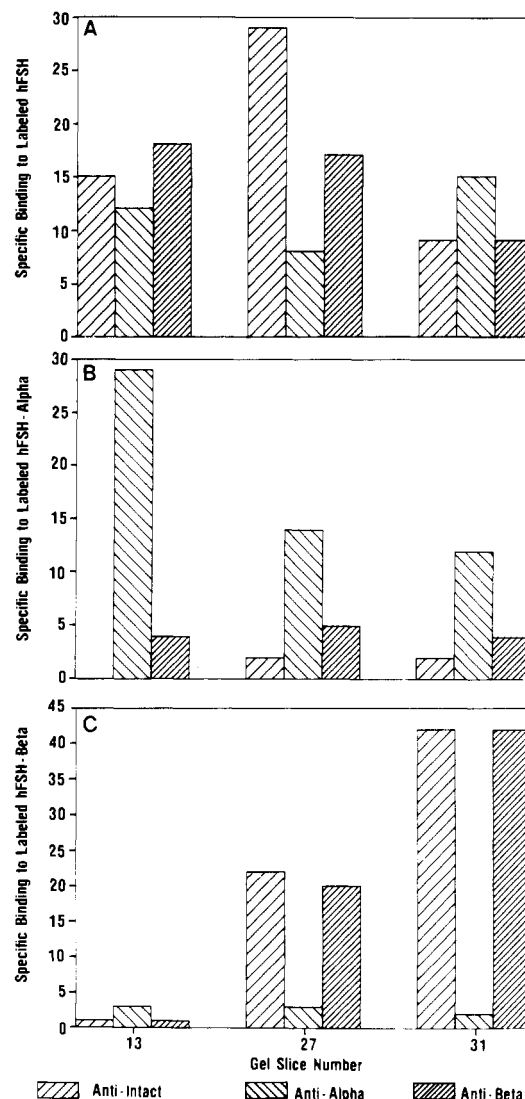 A
Specific Binding to Labeled hFSH
30
25
20
15
10
5
0
B
Specific Binding to Labeled hFSH-Alpha
30
25
20
15
10
5
0
C
Specific Binding to Labeled hFSH-Beta
45
40
35
30
25
20
15
10
5
0
13
27
31
Gel Slice Number
Anti-Intact
Anti-Alpha
Anti-Beta